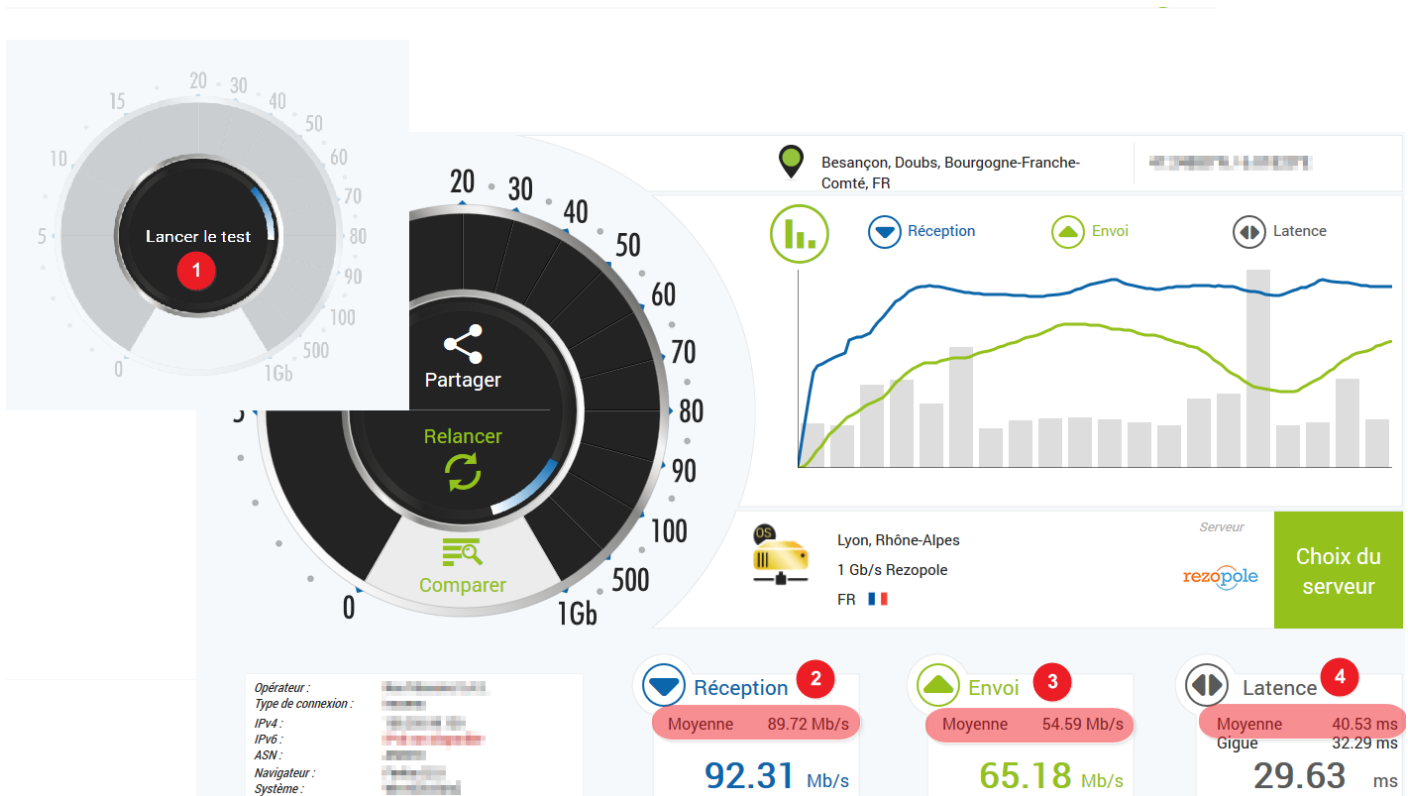 20
30
40
50
60
70
80
90
100
500
1Gb
15
10
5
0
Lancer le test
1
20
30
40
50
60
70
80
90
100
500
1Gb
0
Partager
Relancer
Comparer
Besançon, Doubs, Bourgogne-Franche-
Comté, FR
Réception
Envoi
Latence
OS
Lyon, Rhône-Alpes
1 Gb/s Rezopole
FR
Serveur
rezopole
Choix du
serveur
Opérateur :
Type de connexion :
IPv4 :
IPv6 :
ASN :
Navigateur :
Système :
Réception 2
Moyenne 89.72 Mb/s
92.31 Mb/s
Envoi 3
Moyenne 54.59 Mb/s
65.18 Mb/s
Latence 4
Moyenne 40.53 ms
Gigue 32.29 ms
29.63 ms